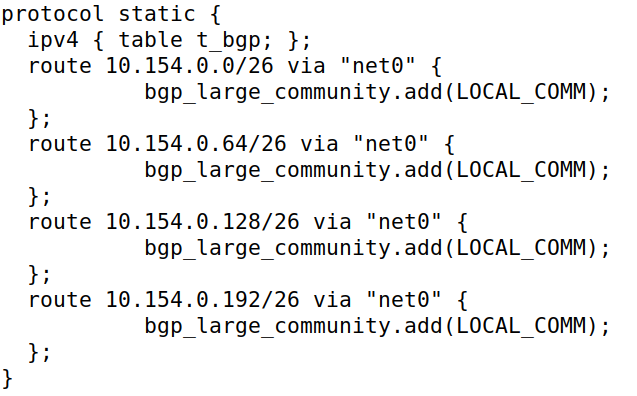 protocol static {
  ipv4 { table t_bgp; };
  route 10.154.0.0/26 via "net0" {
           bgp_large_community.add(LOCAL_COMM);
  };
  route 10.154.0.64/26 via "net0" {
           bgp_large_community.add(LOCAL_COMM);
  };
  route 10.154.0.128/26 via "net0" {
           bgp_large_community.add(LOCAL_COMM);
  };
  route 10.154.0.192/26 via "net0" {
           bgp_large_community.add(LOCAL_COMM);
  };
}